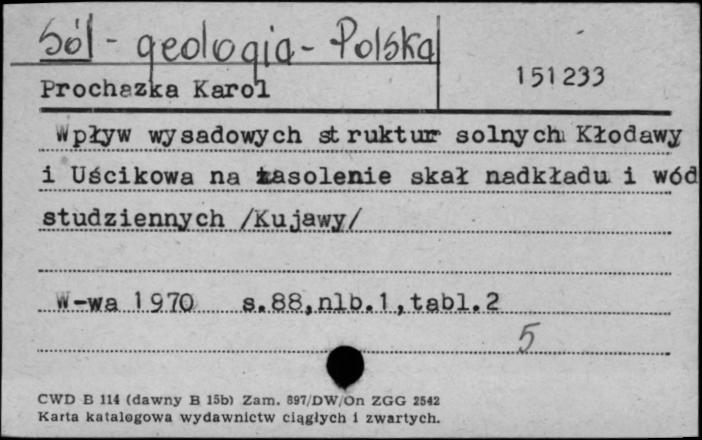 Sól - geologia - Polska
Prochazka Karol
151233
Wpływ wysadowych struktur solnych Kłodawy
i Uścikowa na zasolenie skał nadkładu i wód
studziennych /Kujawy/
W-wa 1970 s.88,nlb.1,tabl.2
5
CWD B 114 (dawny B 15b) Zam. 897/DW/On ZGG 2542
Karta katalogowa wydawnictw ciągłych i zwartych.